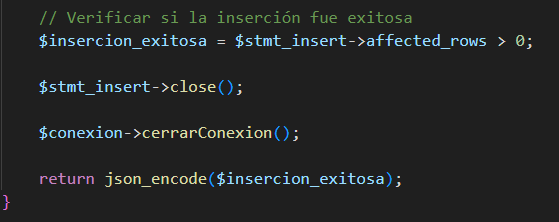 // Verificar si la inserción fue exitosa
$insercion_exitosa = $stmt_insert->affected_rows > 0;
$stmt_insert->close();
$conexion->cerrarConexion();
return json_encode($insercion_exitosa);
}